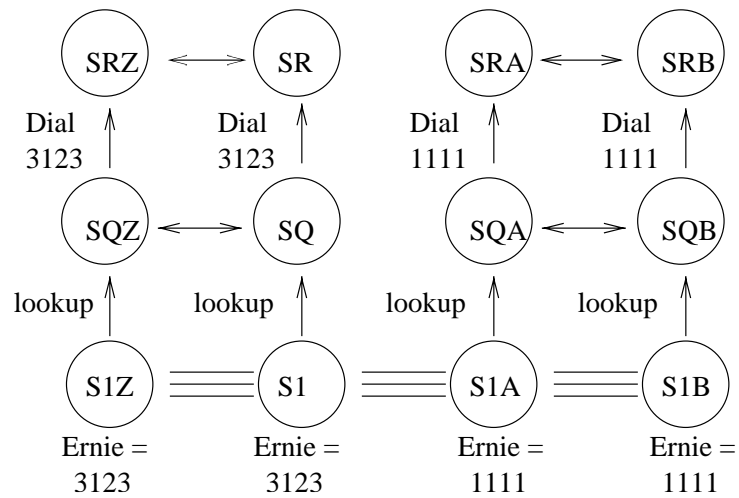 SRZ SR SRA SRB
Dial Dial Dial Dial
3123 3123 1111 1111
SQZ SQ SQA SQB
lookup lookup lookup lookup
S1Z S1 S1A S1B
Ernie = Ernie = Ernie = Ernie =
3123 3123 1111 1111